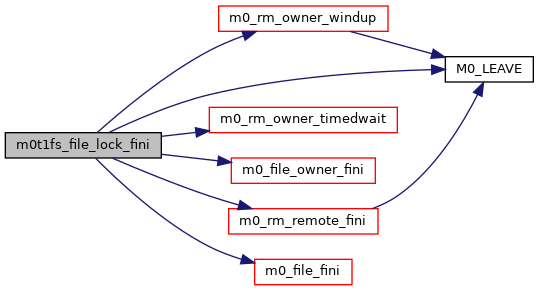 m0_rm_owner_windup
M0_LEAVE
m0_rm_owner_timedwait
m0t1fs_file_lock_fini
m0_file_owner_fini
m0_rm_remote_fini
m0_file_fini